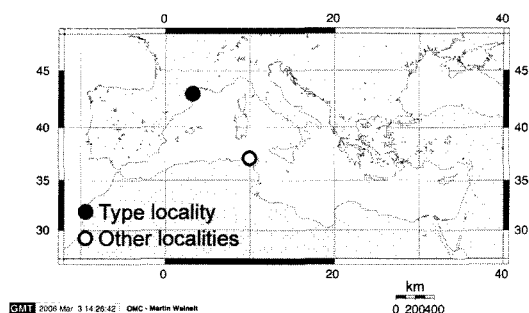 0 20 40
45 45
40 40
35 35
30 30
● Type locality
○ Other localities
0 20 40
km
0 200400
GMT 2006 Mar 3 14:26:42 OMC - Martin Weinelt